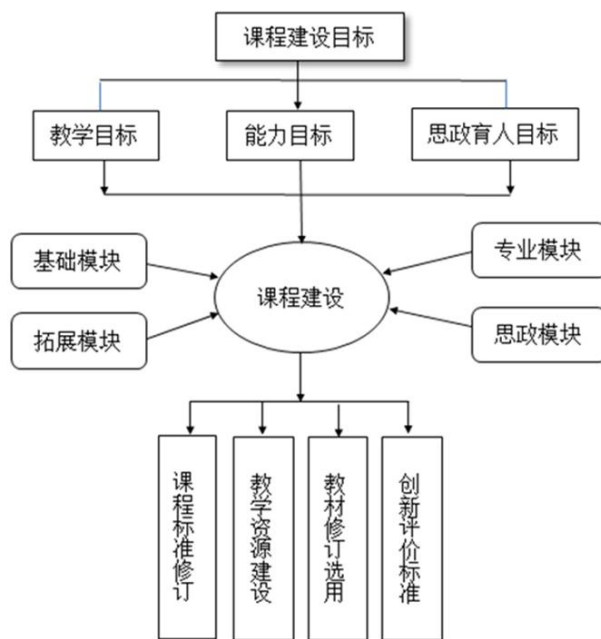 课程建设目标
教学目标
能力目标
思政育人目标
基础模块
专业模块
课程建设
拓展模块
思政模块
课程标准修订
教学资源建设
教材修订选用
创新评价标准